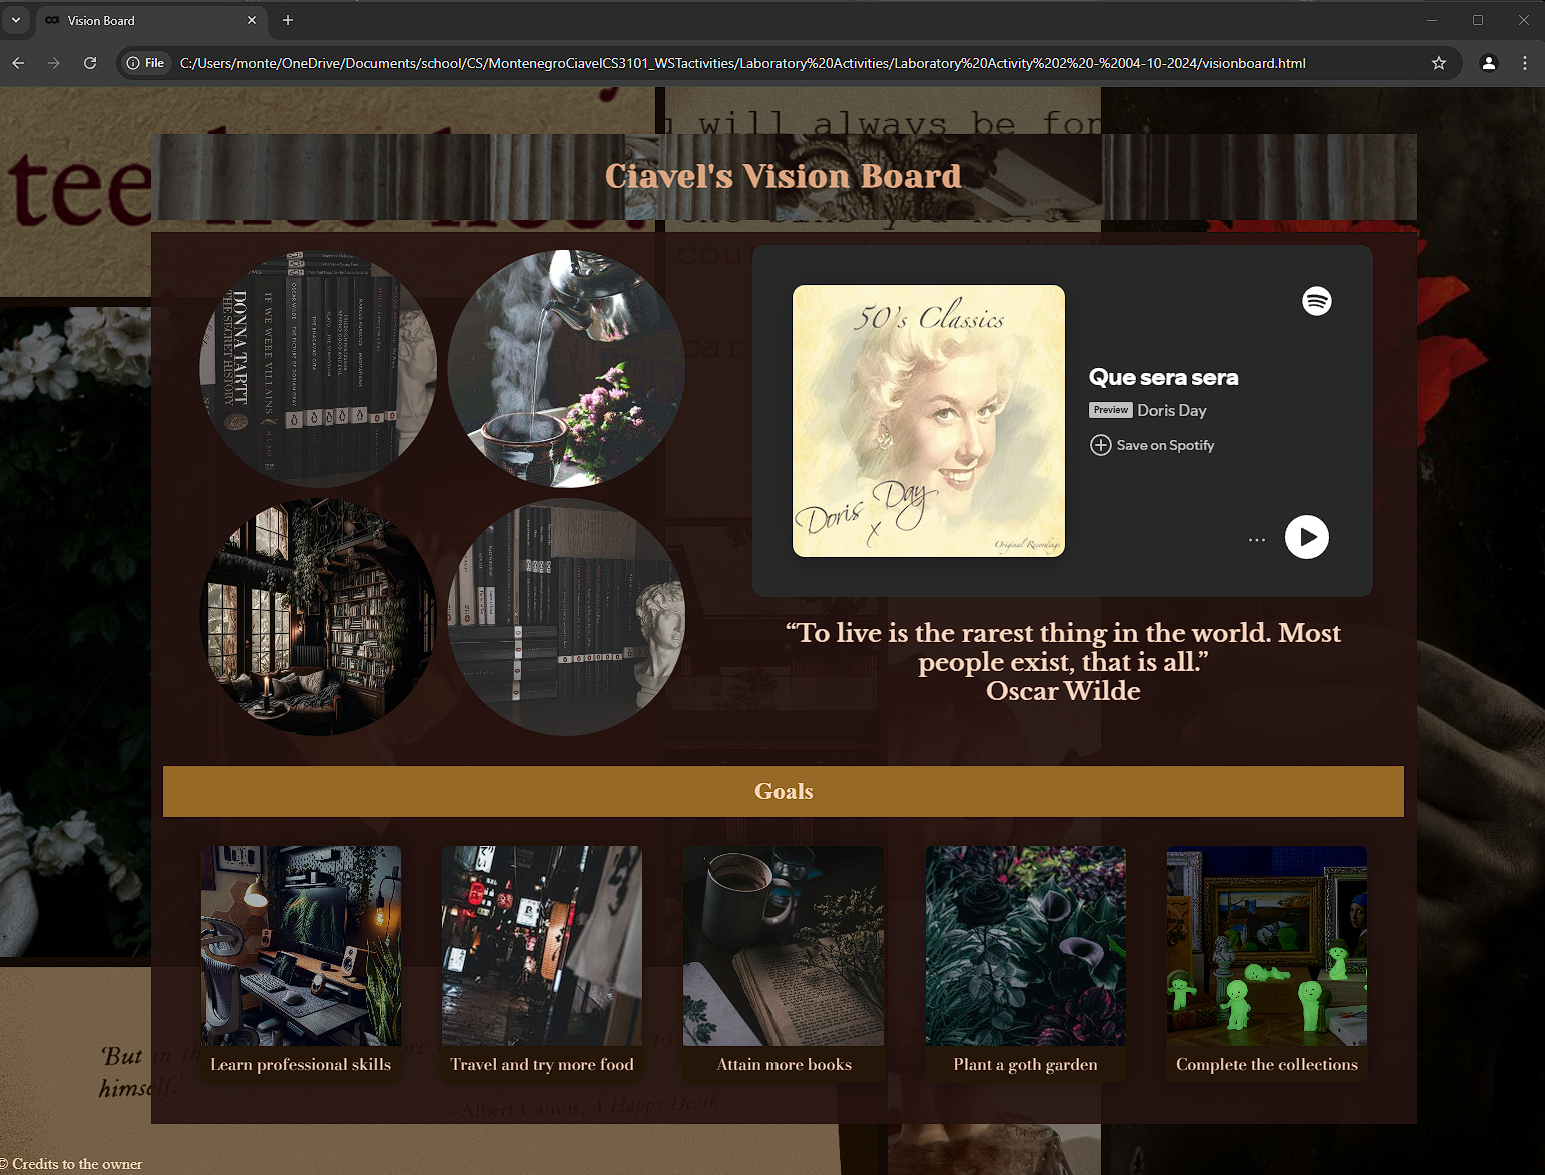 Vision Board
File
C:/Users/monte/OneDrive/Documents/school/CS/MontenegroCiavelCS3101_WSTactivities/Laboratory%20Activities/Laboratory%20Activity%202%20-%2004-10-2024/visionboard.html
tee
will always be for
Ciavel's Vision Board
DONNA TARTT
THE SECRET HISTORY
IF WE WERE VILLAINS
50's Classics
Doris Day
x
Original Recordings
Que sera sera
Preview Doris Day
Save on Spotify
“To live is the rarest thing in the world. Most
people exist, that is all.”
Oscar Wilde
Goals
Learn professional skills
Travel and try more food
Attain more books
Plant a goth garden
Complete the collections
‘But in th
himself.’
—Albert Camus, A Happy Death
© Credits to the owner